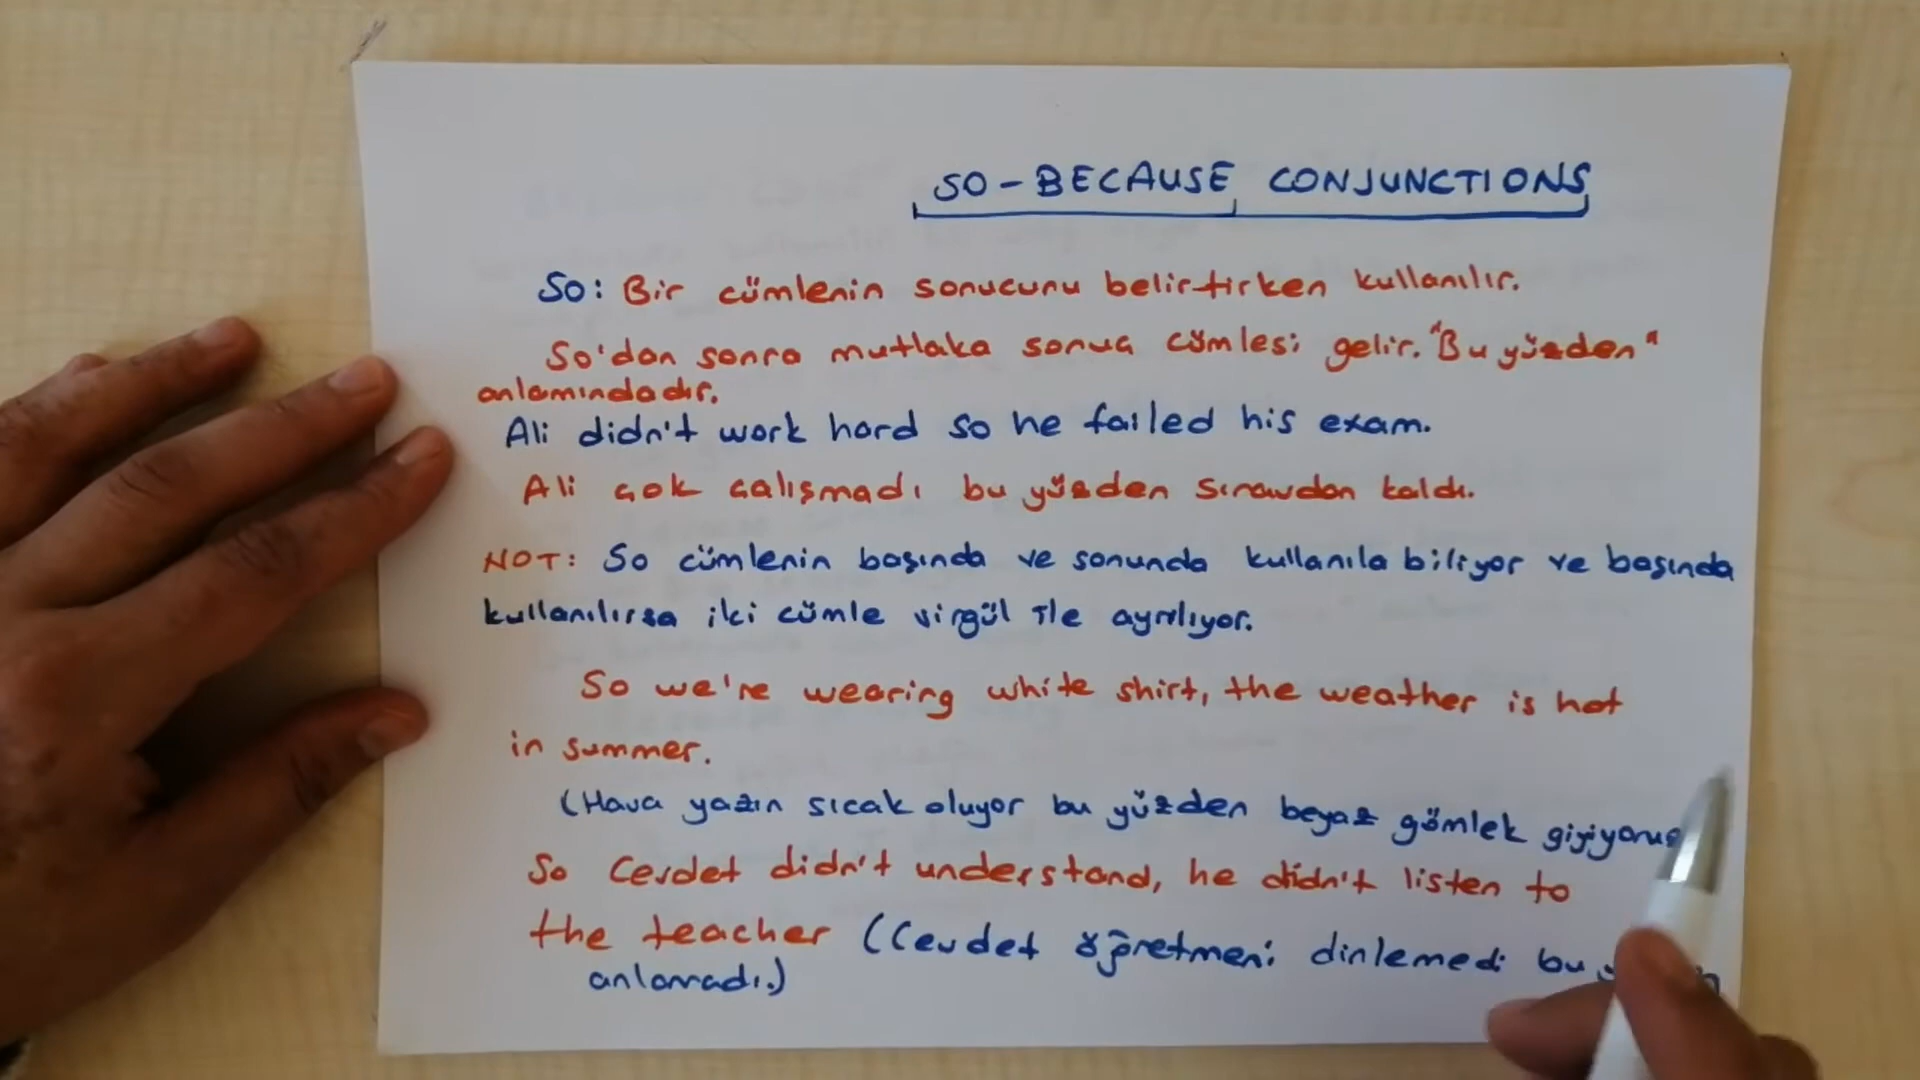 SO-BECAUSE CONJUNCTIONS
So: Bir cümlenin sonucunu belirtirken kullanılır.
So'dan sonra mutlaka sonuç cümlesi gelir. "Bu yüzden"
anlamındadır.
Ali didn't work hard so he failed his exam.
Ali çok çalışmadı bu yüzden sınavdan kaldı.
NOT: So cümlenin başında ve sonunda kullanıla biliyor ve başında
kullanılırsa iki cümle virgül ile ayrılıyor.
So we're wearing white shirt, the weather is hot
in summer.
(Hava yazın sıcak oluyor bu yüzden beyaz gömlek
So Cevdet didn't understand, he didn't listen to
the teacher (Cevdet öğretmeni dinlemedi bu
anlamadı.)